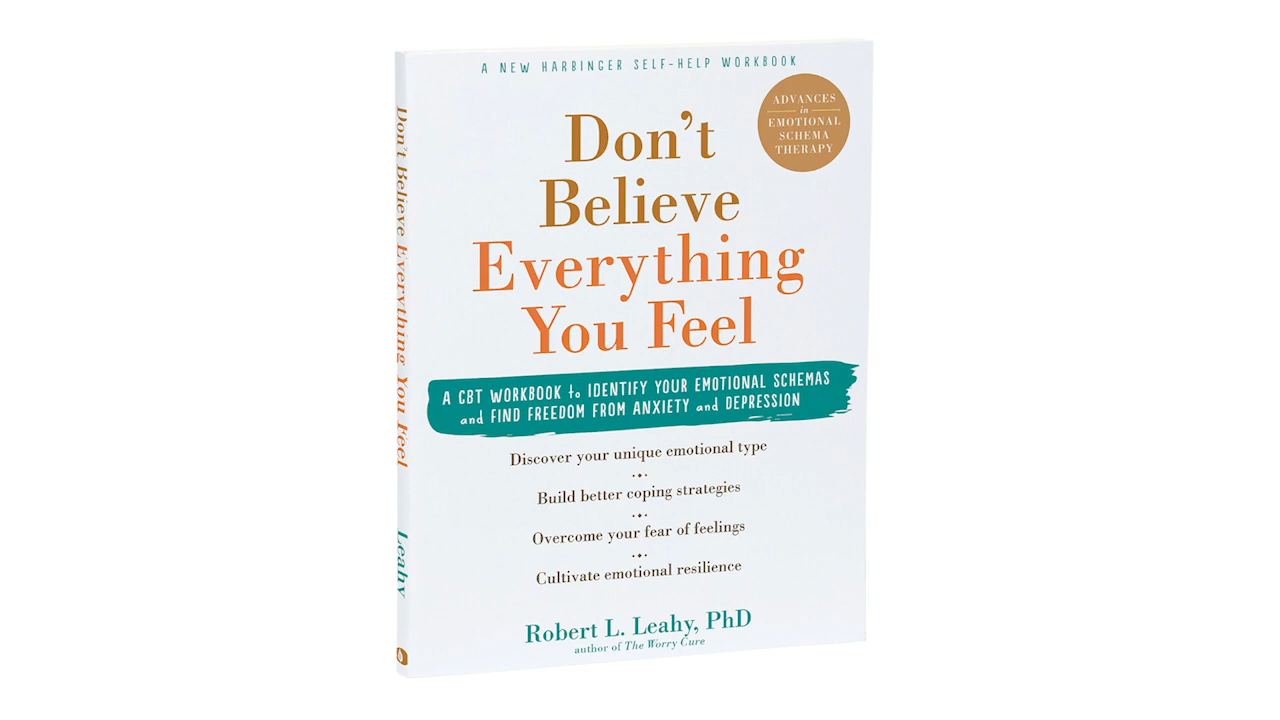 A NEW HARBINGER SELF-HELP WORKBOOK
ADVANCES
in
EMOTIONAL
SCHEMA
THERAPY
Don't
Believe
Everything
You Feel
A CBT WORKBOOK to IDENTIFY YOUR EMOTIONAL SCHEMAS
and FIND FREEDOM FROM ANXIETY and DEPRESSION
Discover your unique emotional type
Build better coping strategies
Overcome your fear of feelings
Cultivate emotional resilience
Robert L. Leahy, PhD
author of The Worry Cure
Don't Believe Everything You Feel
Leahy